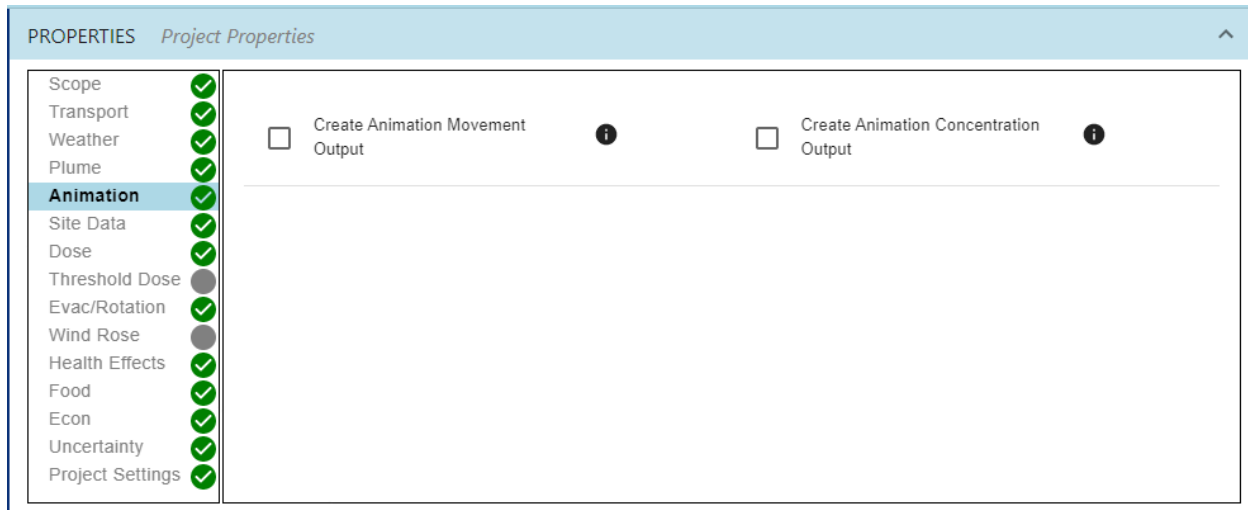 PROPERTIES Project Properties
Scope
Transport
Weather
Plume
Animation
Site Data
Dose
Threshold Dose
Evac/Rotation
Wind Rose
Health Effects
Food
Econ
Uncertainty
Project Settings
Create Animation Movement
Output
Create Animation Concentration
Output